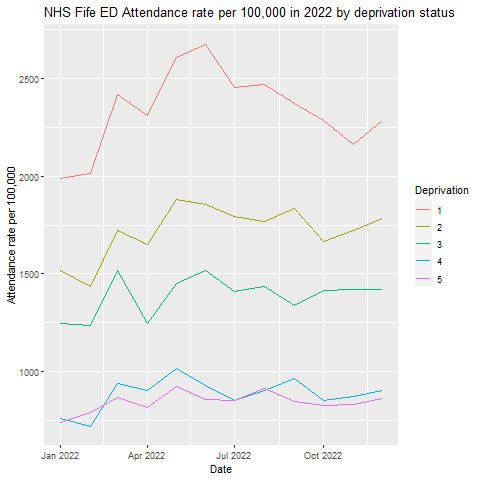 NHS Fife ED Attendance rate per 100,000 in 2022 by deprivation status
Attendance rate per 100,000
2500
2000
1500
1000
Jan 2022
Apr 2022
Jul 2022
Oct 2022
Date
Deprivation
1
2
3
4
5